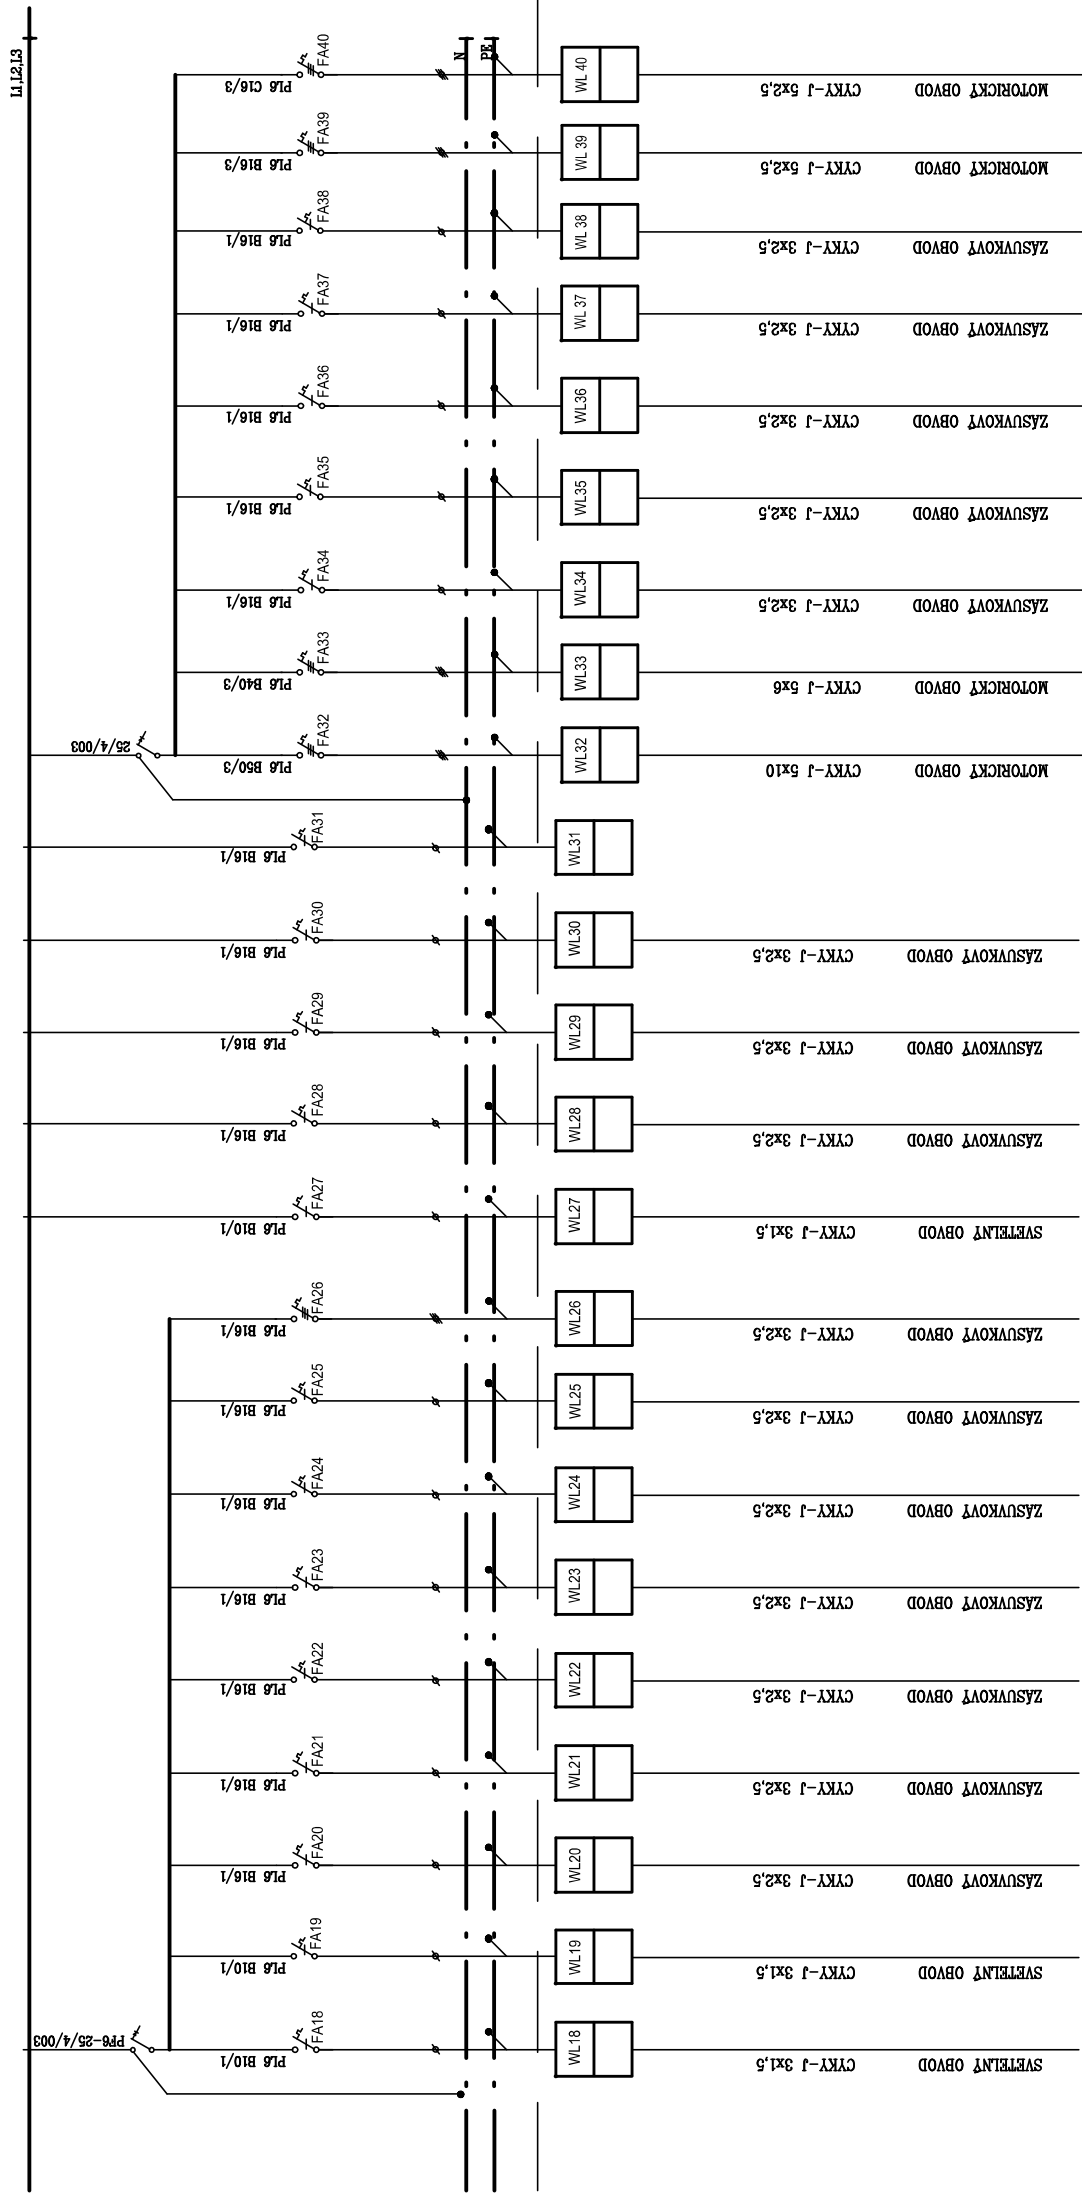 L1,L2,L3
N
PE
PL6 C16/3
FA40
WL 40
CYKY-J 5x2,5
MOTORICKÝ OBVOD
PL6 B16/3
FA39
WL 39
CYKY-J 5x2,5
MOTORICKÝ OBVOD
PL6 B16/1
FA38
WL 38
CYKY-J 3x2,5
ZÁSUVKOVÝ OBVOD
PL6 B16/1
FA37
WL 37
CYKY-J 3x2,5
ZÁSUVKOVÝ OBVOD
PL6 B16/1
FA36
WL36
CYKY-J 3x2,5
ZÁSUVKOVÝ OBVOD
PL6 B16/1
FA35
WL35
CYKY-J 3x2,5
ZÁSUVKOVÝ OBVOD
PL6 B16/1
FA34
WL34
CYKY-J 3x2,5
ZÁSUVKOVÝ OBVOD
PL6 B40/3
FA33
WL33
CYKY-J 5x6
MOTORICKÝ OBVOD
25/4/003
PL6 B50/3
FA32
WL32
CYKY-J 5x10
MOTORICKÝ OBVOD
PL6 B16/1
FA31
WL31
PL6 B16/1
FA30
WL30
CYKY-J 3x2,5
ZÁSUVKOVÝ OBVOD
PL6 B16/1
FA29
WL29
CYKY-J 3x2,5
ZÁSUVKOVÝ OBVOD
PL6 B16/1
FA28
WL28
CYKY-J 3x2,5
ZÁSUVKOVÝ OBVOD
PL6 B10/1
FA27
WL27
CYKY-J 3x1,5
SVETELNÝ OBVOD
PL6 B16/1
FA26
WL26
CYKY-J 3x2,5
ZÁSUVKOVÝ OBVOD
PL6 B16/1
FA25
WL25
CYKY-J 3x2,5
ZÁSUVKOVÝ OBVOD
PL6 B16/1
FA24
WL24
CYKY-J 3x2,5
ZÁSUVKOVÝ OBVOD
PL6 B16/1
FA23
WL23
CYKY-J 3x2,5
ZÁSUVKOVÝ OBVOD
PL6 B16/1
FA22
WL22
CYKY-J 3x2,5
ZÁSUVKOVÝ OBVOD
PL6 B16/1
FA21
WL21
CYKY-J 3x2,5
ZÁSUVKOVÝ OBVOD
PL6 B16/1
FA20
WL20
CYKY-J 3x2,5
ZÁSUVKOVÝ OBVOD
PL6 B10/1
FA19
WL19
CYKY-J 3x1,5
SVETELNÝ OBVOD
PF6-25/4/003
PL6 B10/1
FA18
WL18
CYKY-J 3x1,5
SVETELNÝ OBVOD